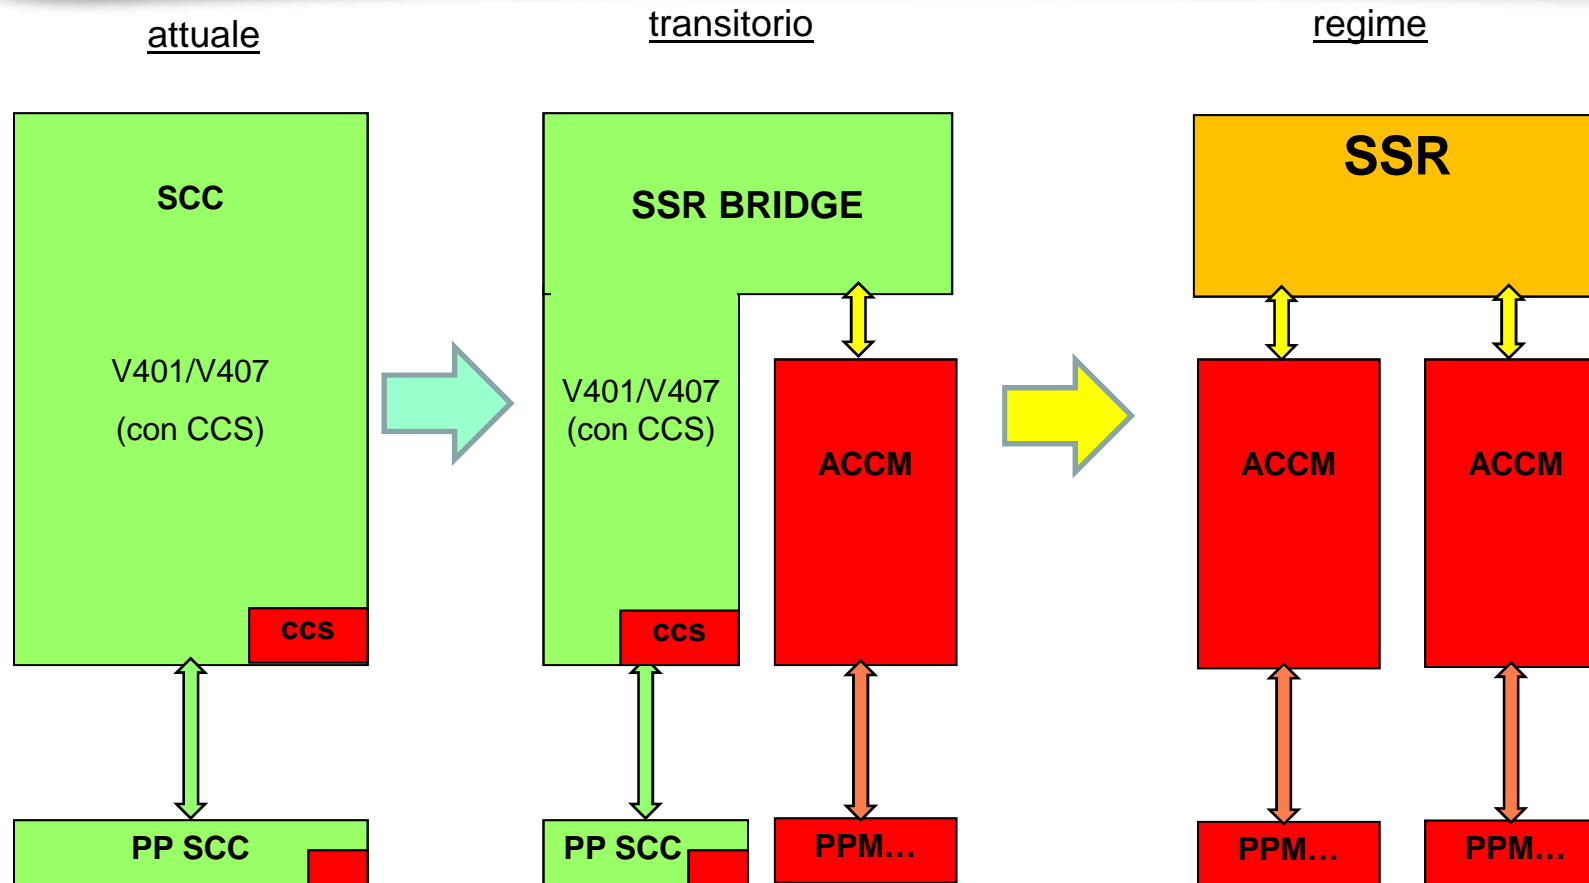 attuale
transitorio
regime
SCC
V401/V407
(con CCS)
ccs
PP SCC
SSR BRIDGE
V401/V407
(con CCS)
ccs
ACCM
PP SCC
PPM...
SSR
ACCM
ACCM
PPM...
PPM...